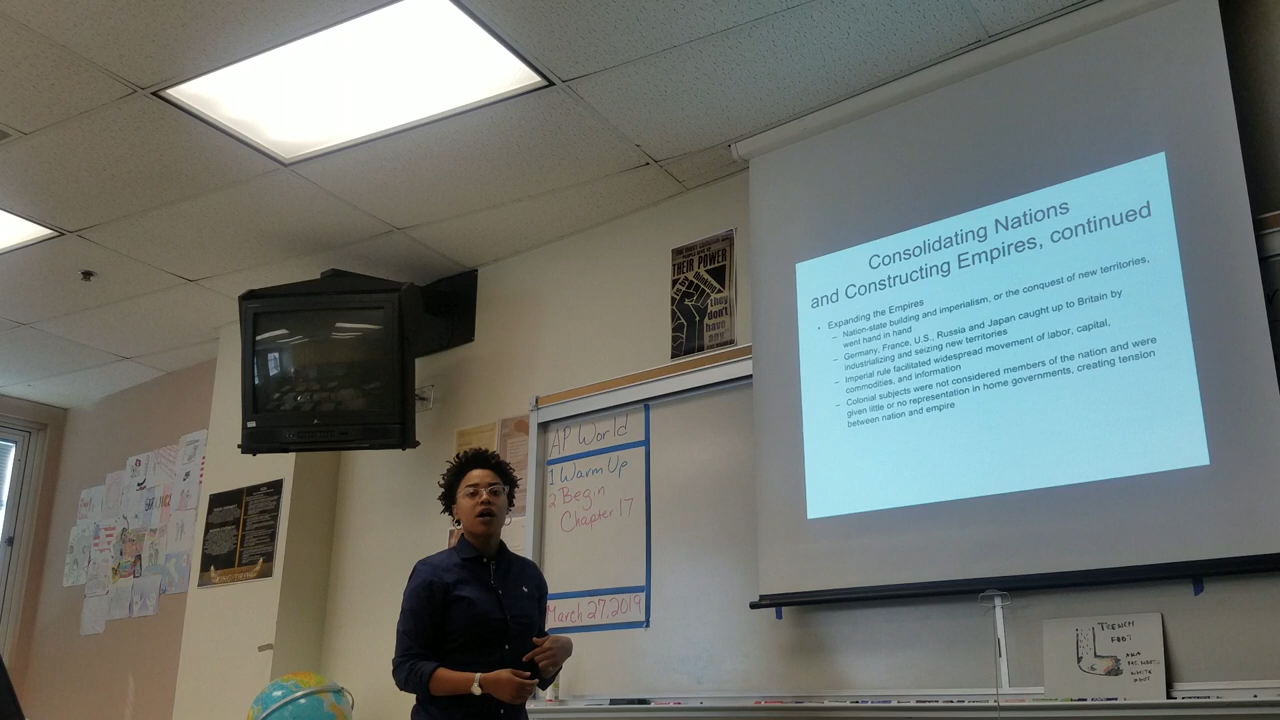 Consolidating Nations
and Constructing Empires, continued
• Expanding the Empires
– Nation-state building and imperialism, or the conquest of new territories,
went hand in hand
– Germany, France, U.S., Russia and Japan caught up to Britain by
industrializing and seizing new territories
– Imperial rule facilitated widespread movement of labor, capital,
commodities, and information
– Colonial subjects were not considered members of the nation and were
given little or no representation in home governments, creating tension
between nation and empire
THEIR POWER
they
don't
have
any
AP World
1 Warm Up
2 Begin
Chapter 17
March 27, 2019
TRENCH
FOOT
AKA
WHITE